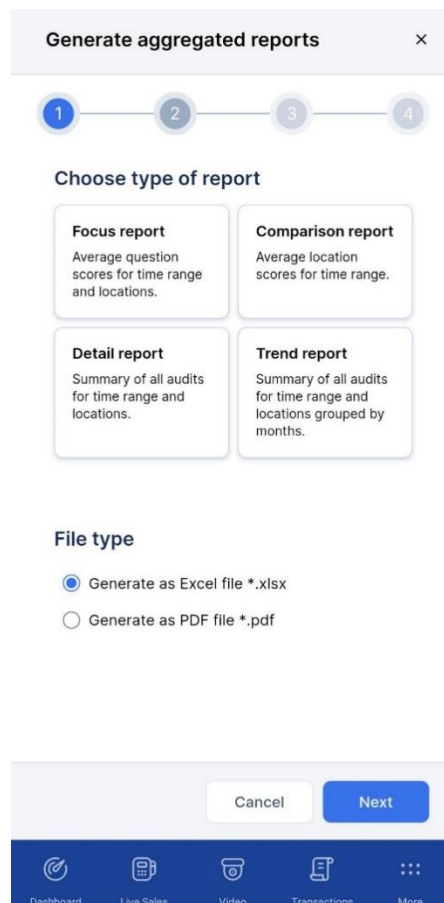 Generate aggregated reports ×
1 2 3 4
Choose type of report
Focus report
Average question
scores for time range
and locations.
Comparison report
Average location
scores for time range.
Detail report
Summary of all audits
for time range and
locations.
Trend report
Summary of all audits
for time range and
locations grouped by
months.
File type
Generate as Excel file *.xlsx
Generate as PDF file *.pdf
Cancel Next
Dashboard Live Sales Video Transactions More